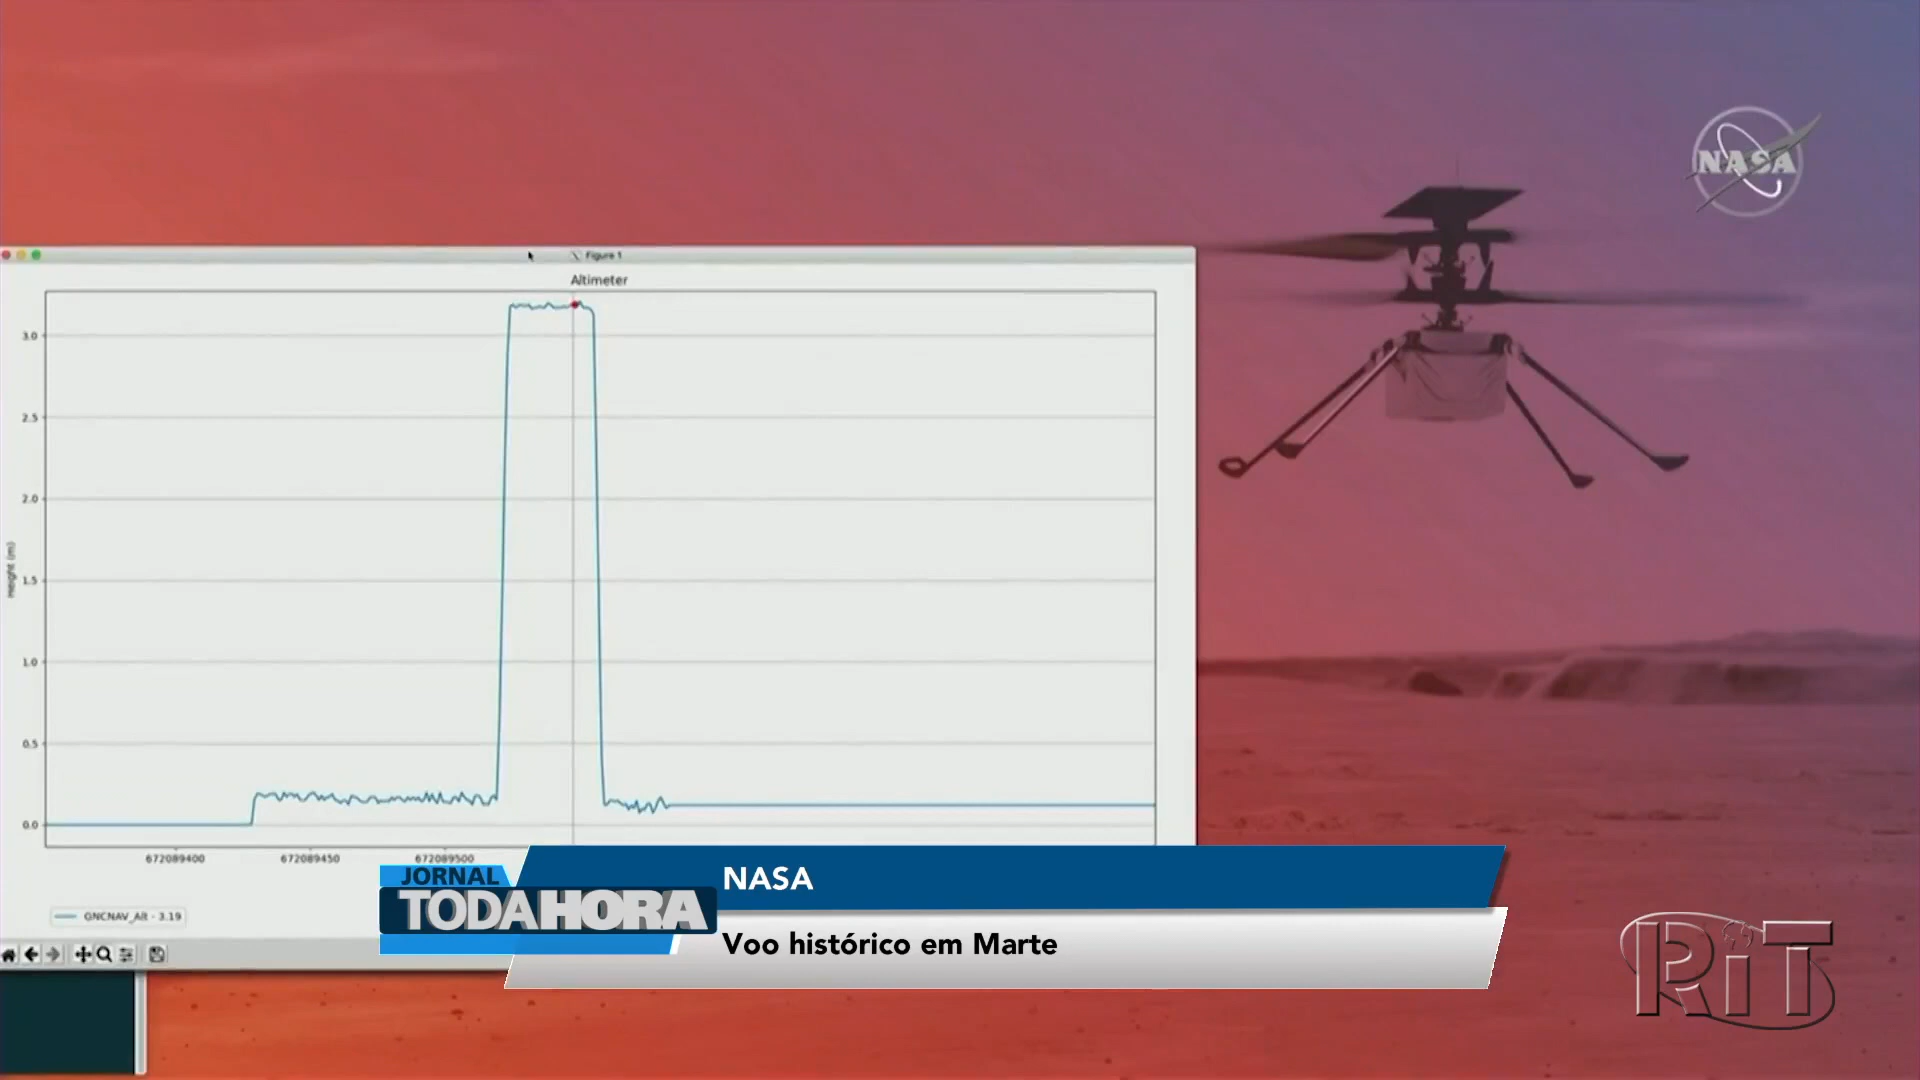 NASA
Figure 1
Altimeter
3.0
2.5
2.0
1.5
1.0
0.5
0.0
Height (m)
672089400 672089450 672089500
GNCNAV_Alt - 3.19
JORNAL
TODAHORA
NASA
Voo histórico em Marte
RiT